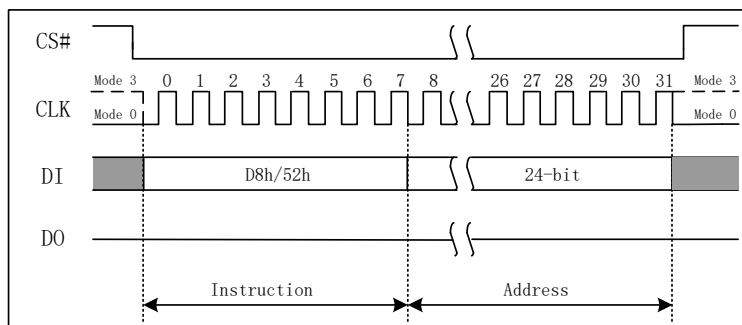 CS#
Mode 3 0 1 2 3 4 5 6 7 8 26 27 28 29 30 31 Mode 3
CLK
Mode 0 Mode 0
DI D8h/52h 24-bit
DO
Instruction Address